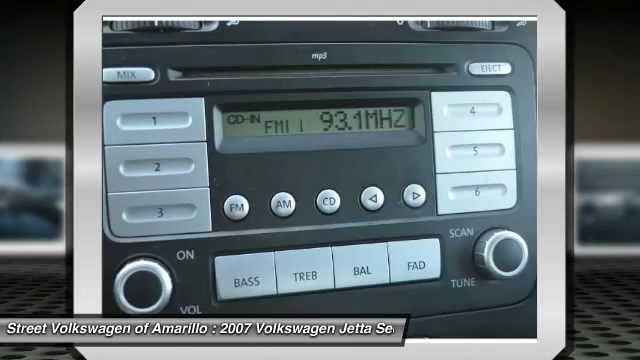 mp3
MIX
EJECT
CD-IN
FM1 1 93.1MHZ
1
2
3
4
5
6
FM
AM
CD
BASS
TREB
BAL
FAD
ON
VOL
SCAN
TUNE
Street Volkswagen of Amarillo : 2007 Volkswagen Jetta Se